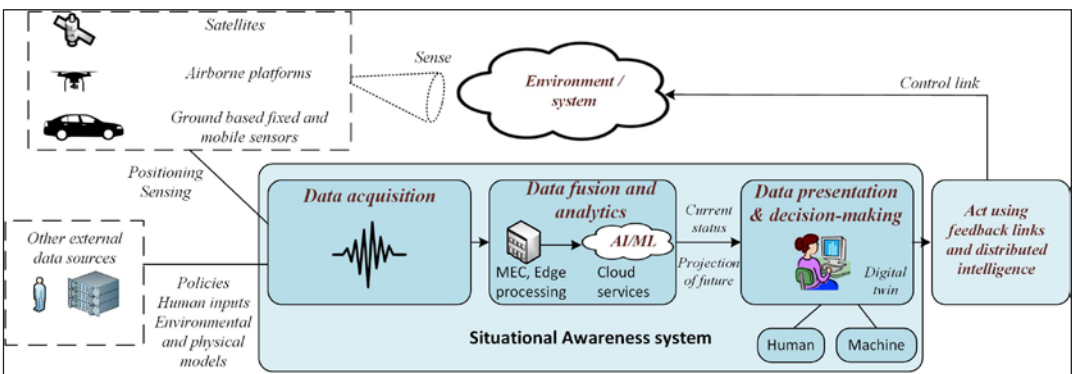 Satellites
Airborne platforms
Ground based fixed and
mobile sensors
Sense
Environment /
system
Control link
Positioning
Sensing
Other external
data sources
Policies
Human inputs
Environmental
and physical
models
Data acquisition
Data fusion and
analytics
MEC, Edge
processing
AI/ML
Cloud
services
Current
status
Projection
of future
Data presentation
& decision-making
Digital
twin
Human
Machine
Situational Awareness system
Act using
feedback links
and distributed
intelligence